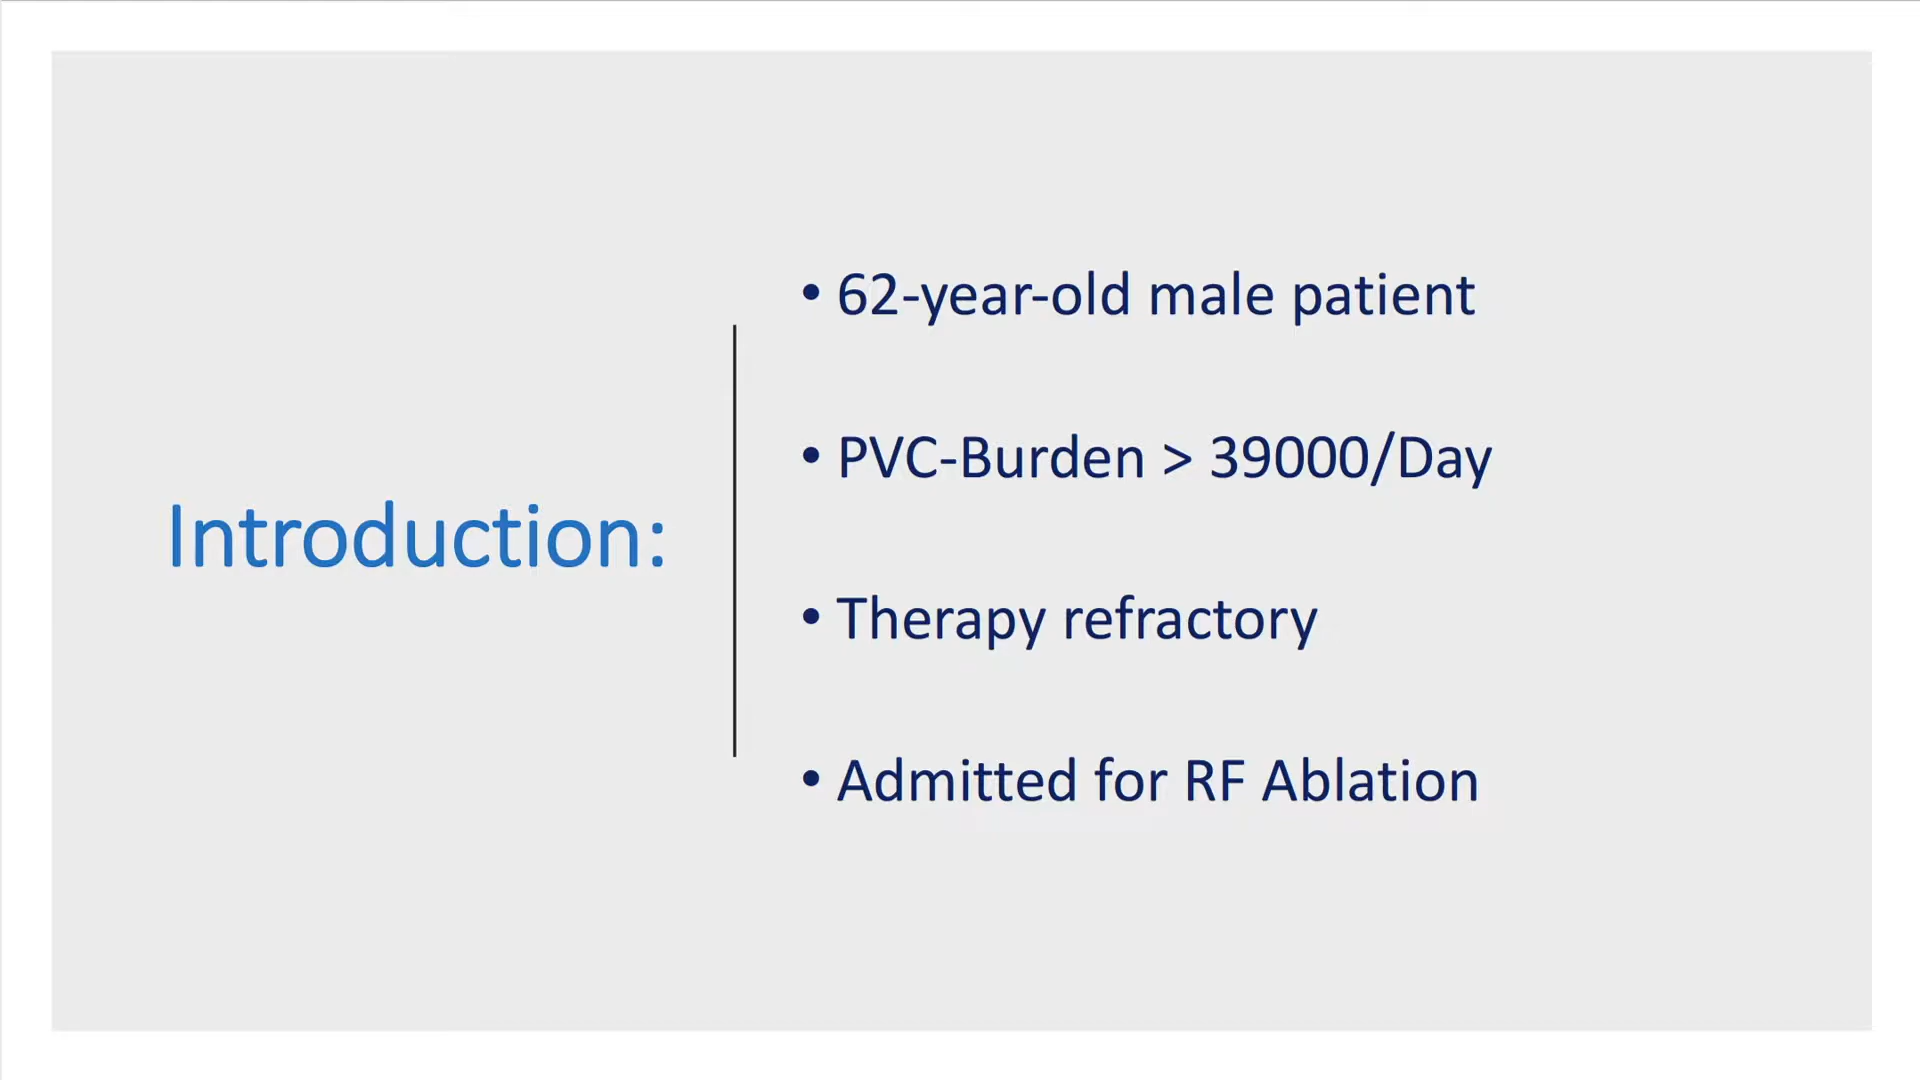 Introduction:
• 62-year-old male patient
• PVC-Burden > 39000/Day
• Therapy refractory
• Admitted for RF Ablation